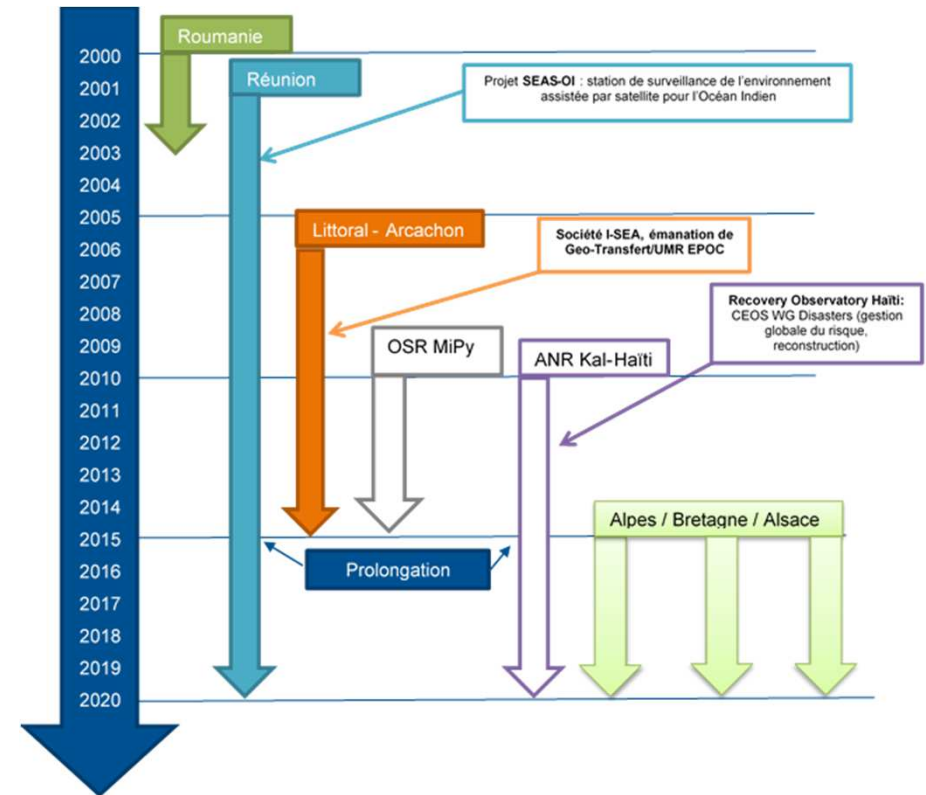 Roumanie
2000
2001
2002
2003
2004
2005
2006
2007
2008
2009
2010
2011
2012
2013
2014
2015
2016
2017
2018
2019
2020
Réunion
Projet SEAS-OI : station de surveillance de l'environnement
assistée par satellite pour l'Océan Indien
Littoral - Arcachon
Société I-SEA, émanation de
Geo-Transfert/UMR EPOC
Recovery Observatory Haïti:
CEOS WG Disasters (gestion
globale du risque,
reconstruction)
OSR MiPy
ANR Kal-Haïti
Alpes / Bretagne / Alsace
Prolongation